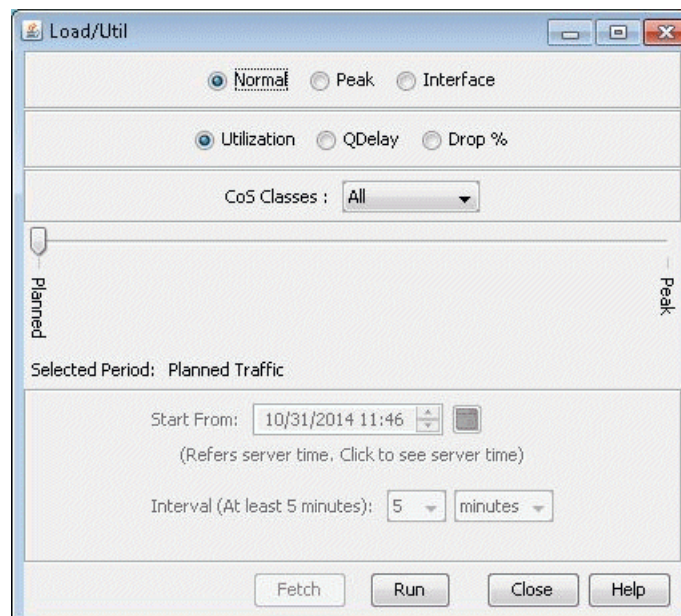 Load/Util
Normal Peak Interface
Utilization QDelay Drop %
CoS Classes : All
Planned Peak
Selected Period: Planned Traffic
Start From: 10/31/2014 11:46
(Refers server time. Click to see server time)
Interval (At least 5 minutes): 5 minutes
Fetch Run Close Help